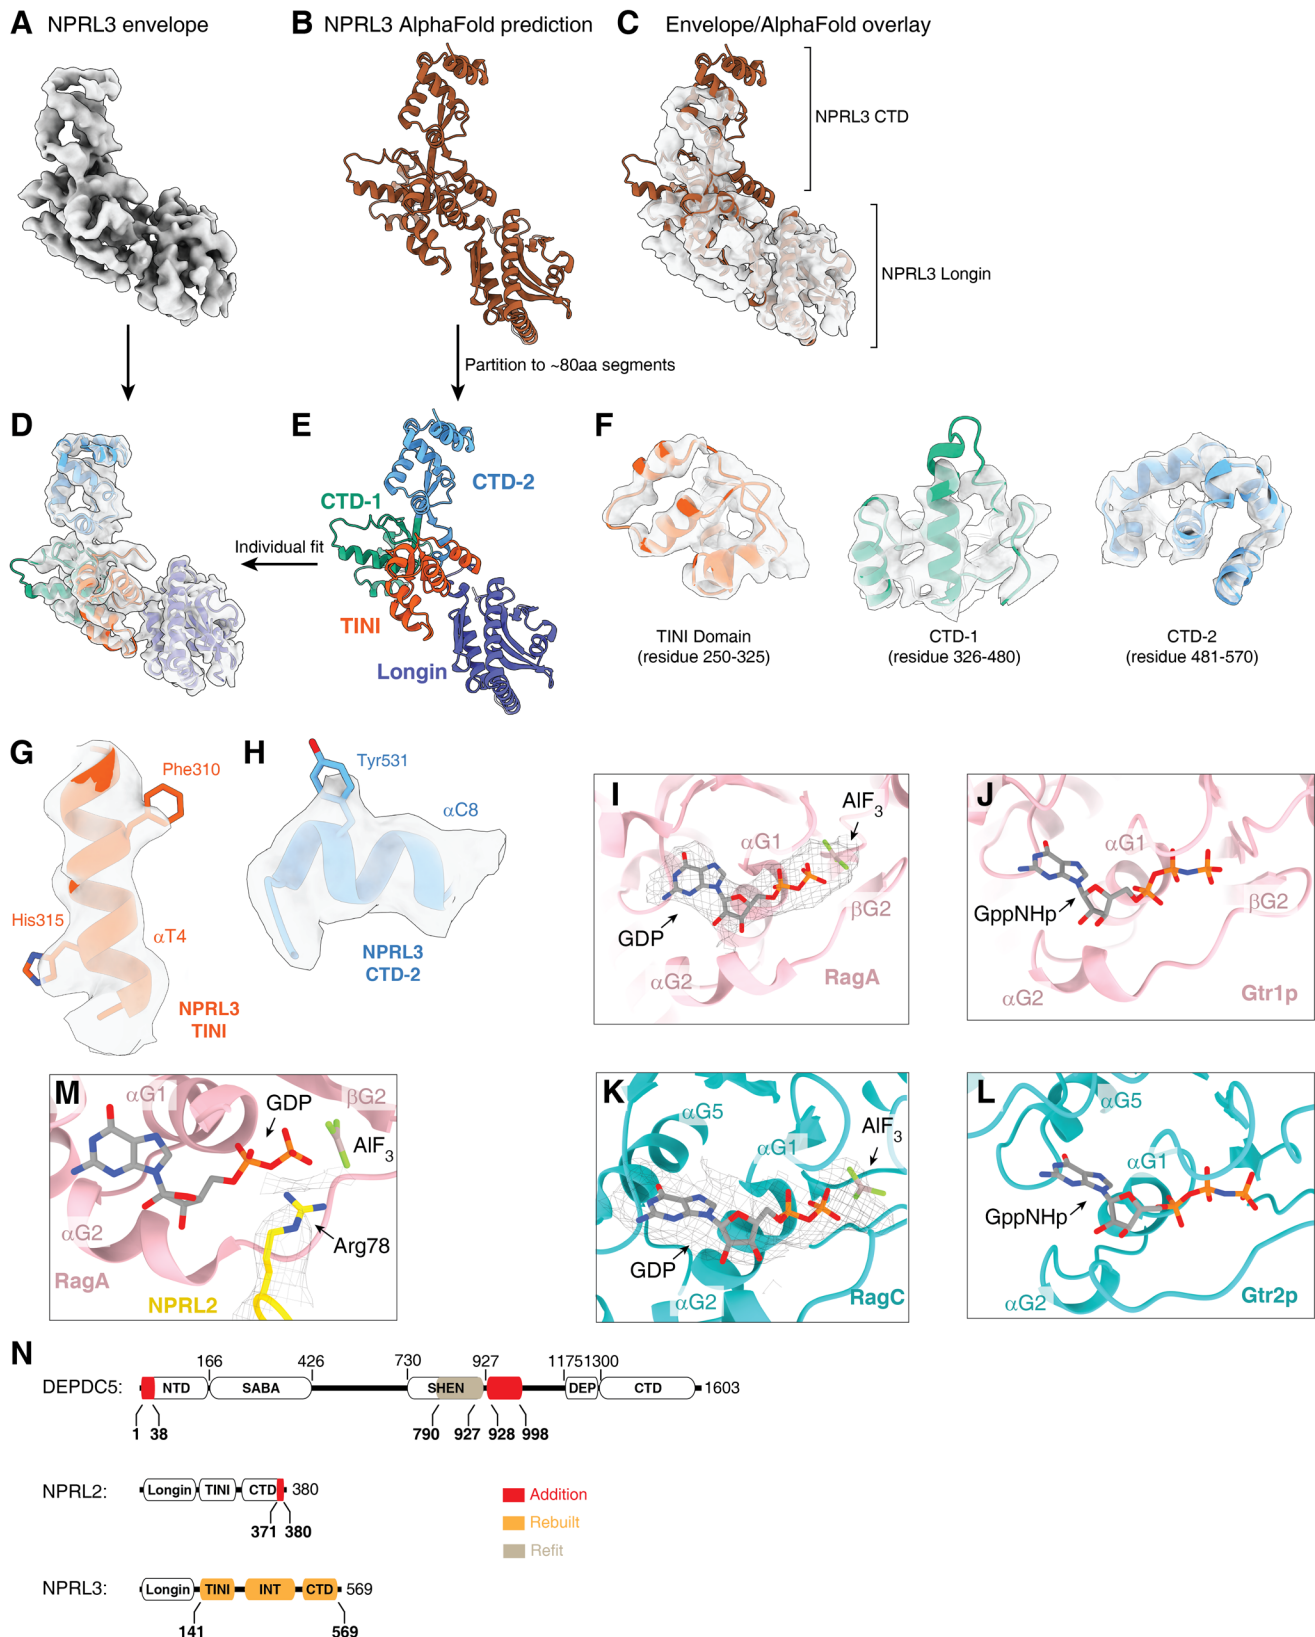 A NPRL3 envelope
B NPRL3 AlphaFold prediction
C Envelope/AlphaFold overlay
NPRL3 CTD
NPRL3 Longin
Partition to ~80aa segments
D
E
F
CTD-2
CTD-1
Individual fit
TINI
Longin
TINI Domain
(residue 250-325)
CTD-1
(residue 326-480)
CTD-2
(residue 481-570)
G
Phe310
His315
αT4
NPRL3
TINI
H
Tyr531
αC8
NPRL3
CTD-2
I
AlF3
αG1
βG2
GDP
αG2
RagA
J
αG1
GppNHp
βG2
αG2
Gtr1p
M
αG1
GDP
βG2
AlF3
αG2
Arg78
RagA
NPRL2
K
αG5
AlF3
αG1
GDP
αG2
RagC
L
αG5
αG1
GppNHp
αG2
Gtr2p
N
166 426 730 927 1175 1300
DEPDC5: NTD SABA SHEN DEP CTD 1603
1 38 790 927 928 998
NPRL2: Longin TINI CTD 380
371 380
Addition
Rebuilt
Refit
NPRL3: Longin TINI INT CTD 569
141 569